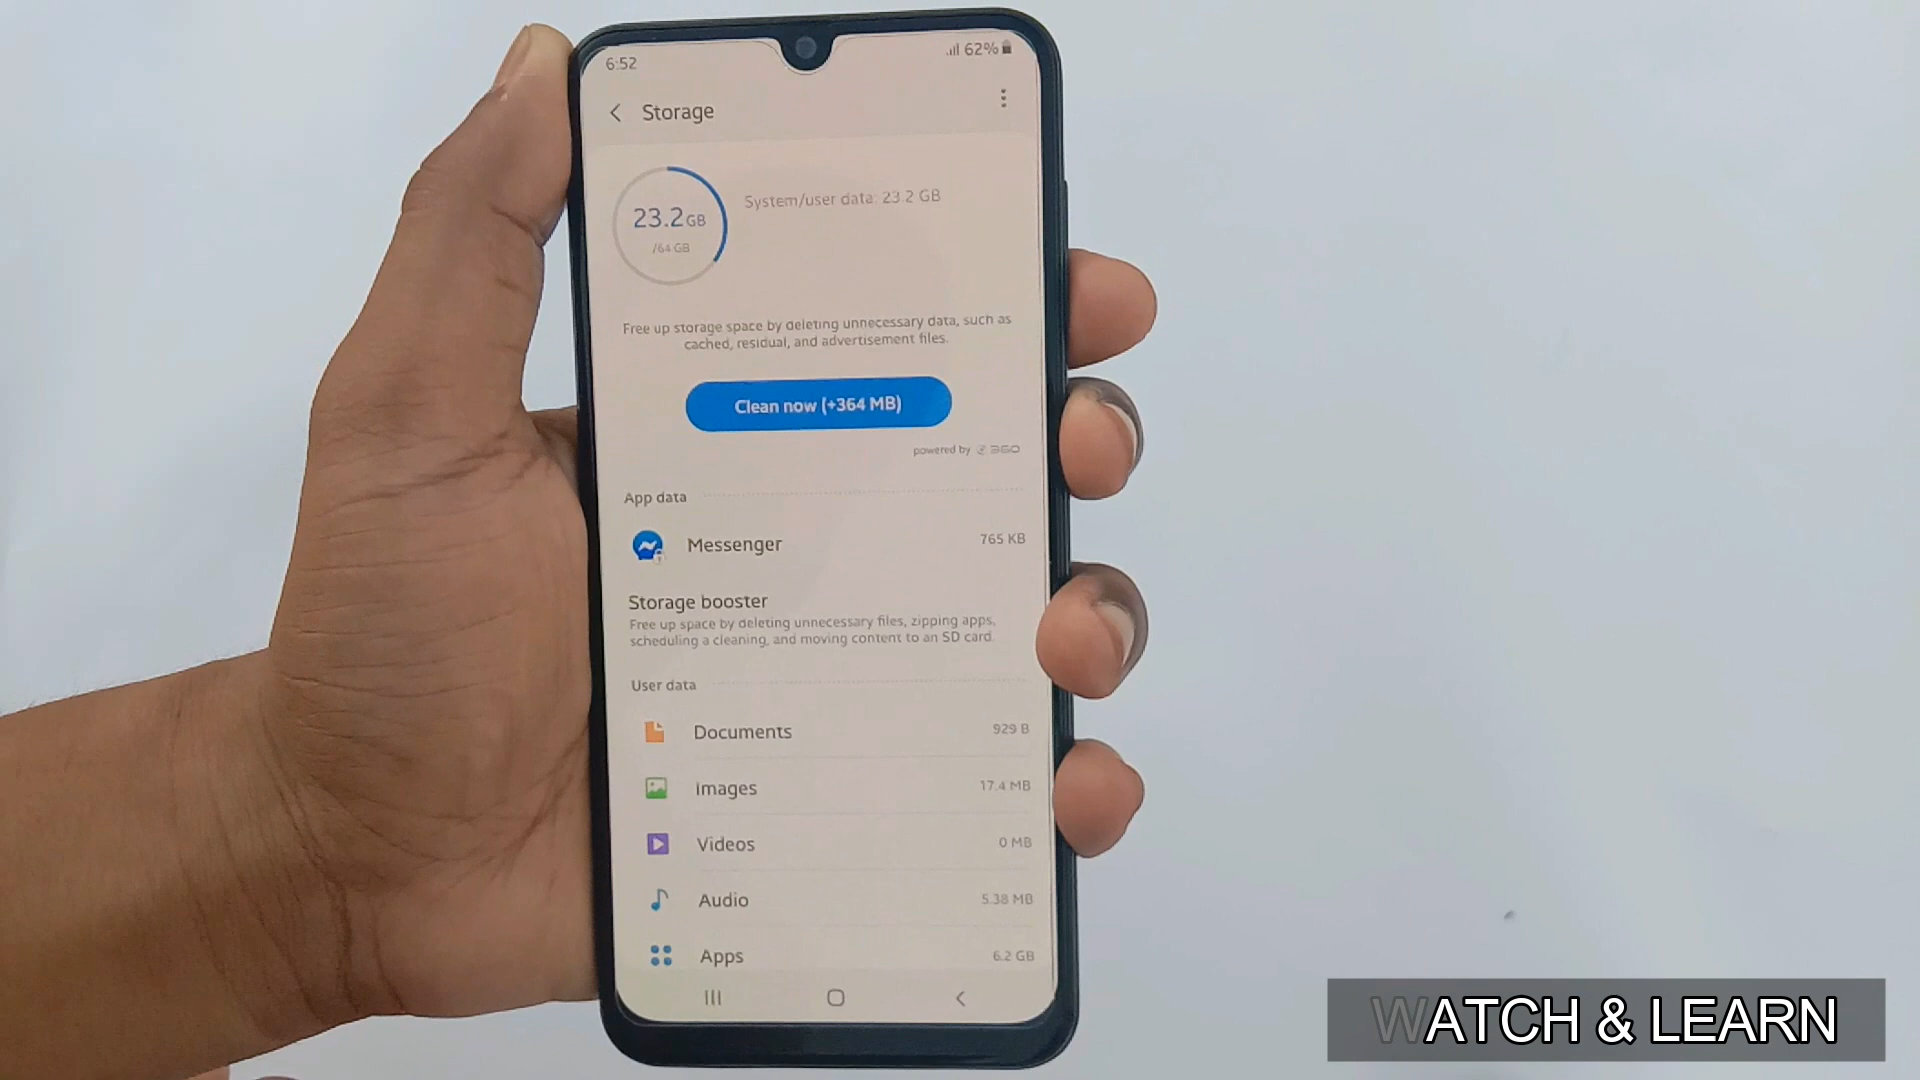 6:52
62%
Storage
23.2GB
/64 GB
System/user data: 23.2 GB
Free up storage space by deleting unnecessary data, such as
cached, residual, and advertisement files.
Clean now (+364 MB)
powered by 360
App data
Messenger
765 KB
Storage booster
Free up space by deleting unnecessary files, zipping apps,
scheduling a cleaning, and moving content to an SD card.
User data
Documents
929 B
Images
17.4 MB
Videos
0 MB
Audio
5.38 MB
Apps
6.2 GB
WATCH & LEARN